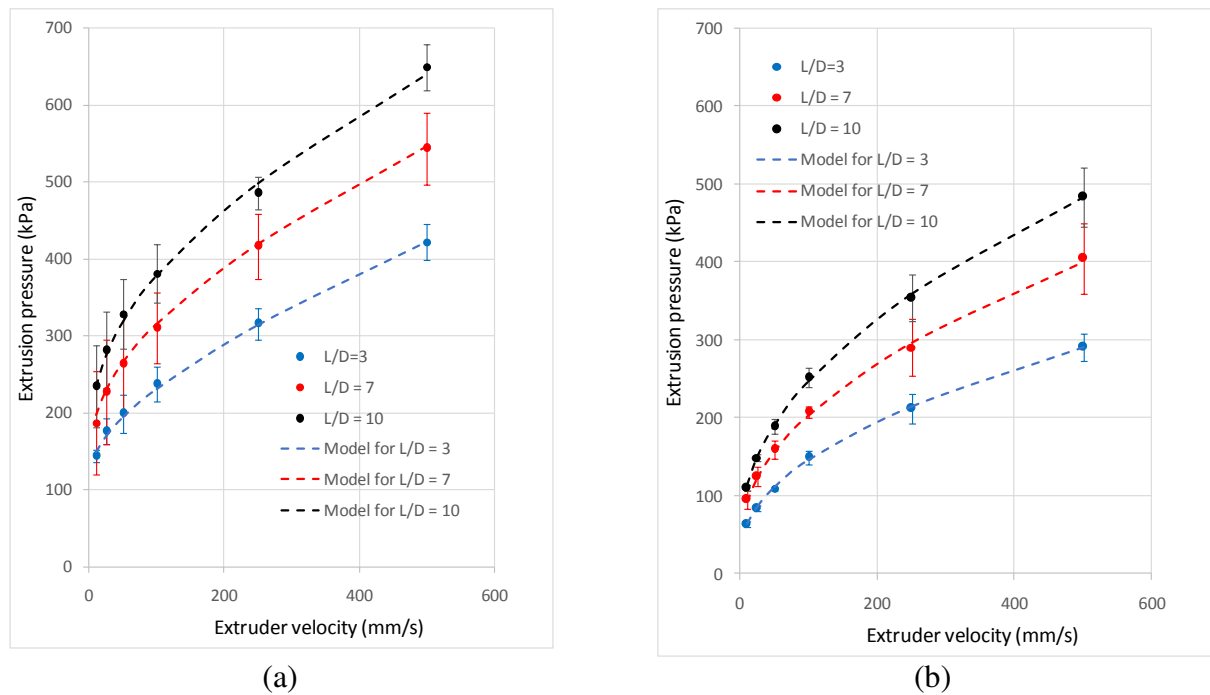 700
600
500
400
300
200
100
0
Extrusion pressure (kPa)
L/D=3
L/D = 7
L/D = 10
Model for L/D = 3
Model for L/D = 7
Model for L/D = 10
0 200 400 600
Extruder velocity (mm/s)
(a)
700
600
500
400
300
200
100
0
Extrusion pressure (kPa)
L/D=3
L/D = 7
L/D = 10
Model for L/D = 3
Model for L/D = 7
Model for L/D = 10
0 200 400 600
Extruder velocity (mm/s)
(b)